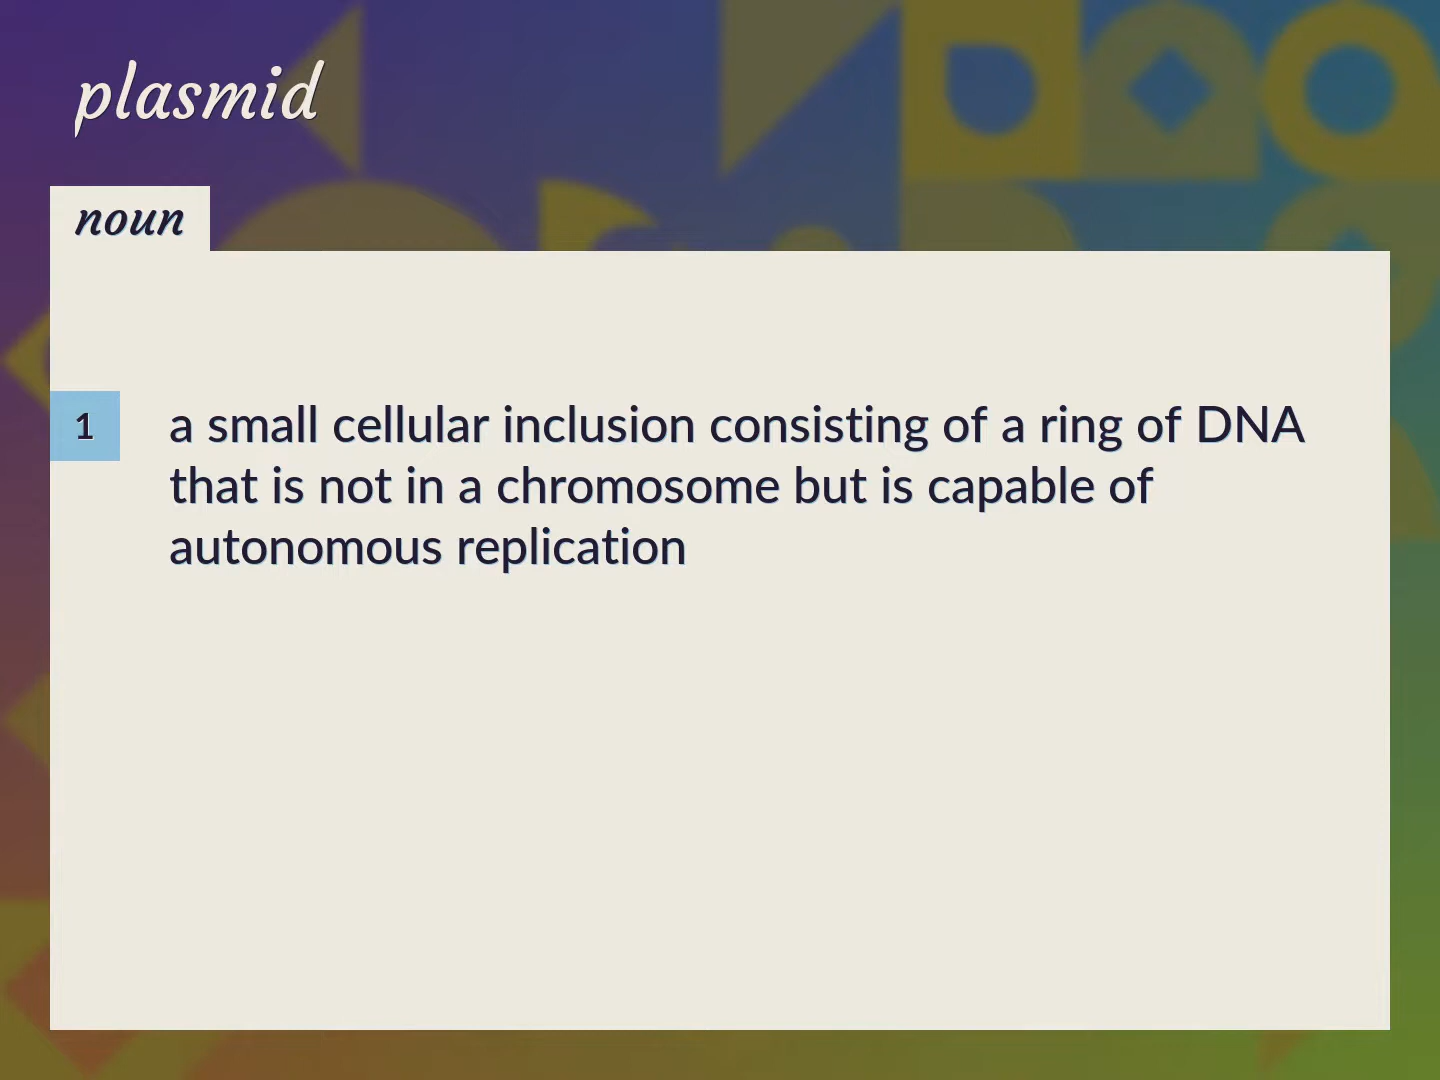 plasmid
noun
1
a small cellular inclusion consisting of a ring of DNA
that is not in a chromosome but is capable of
autonomous replication